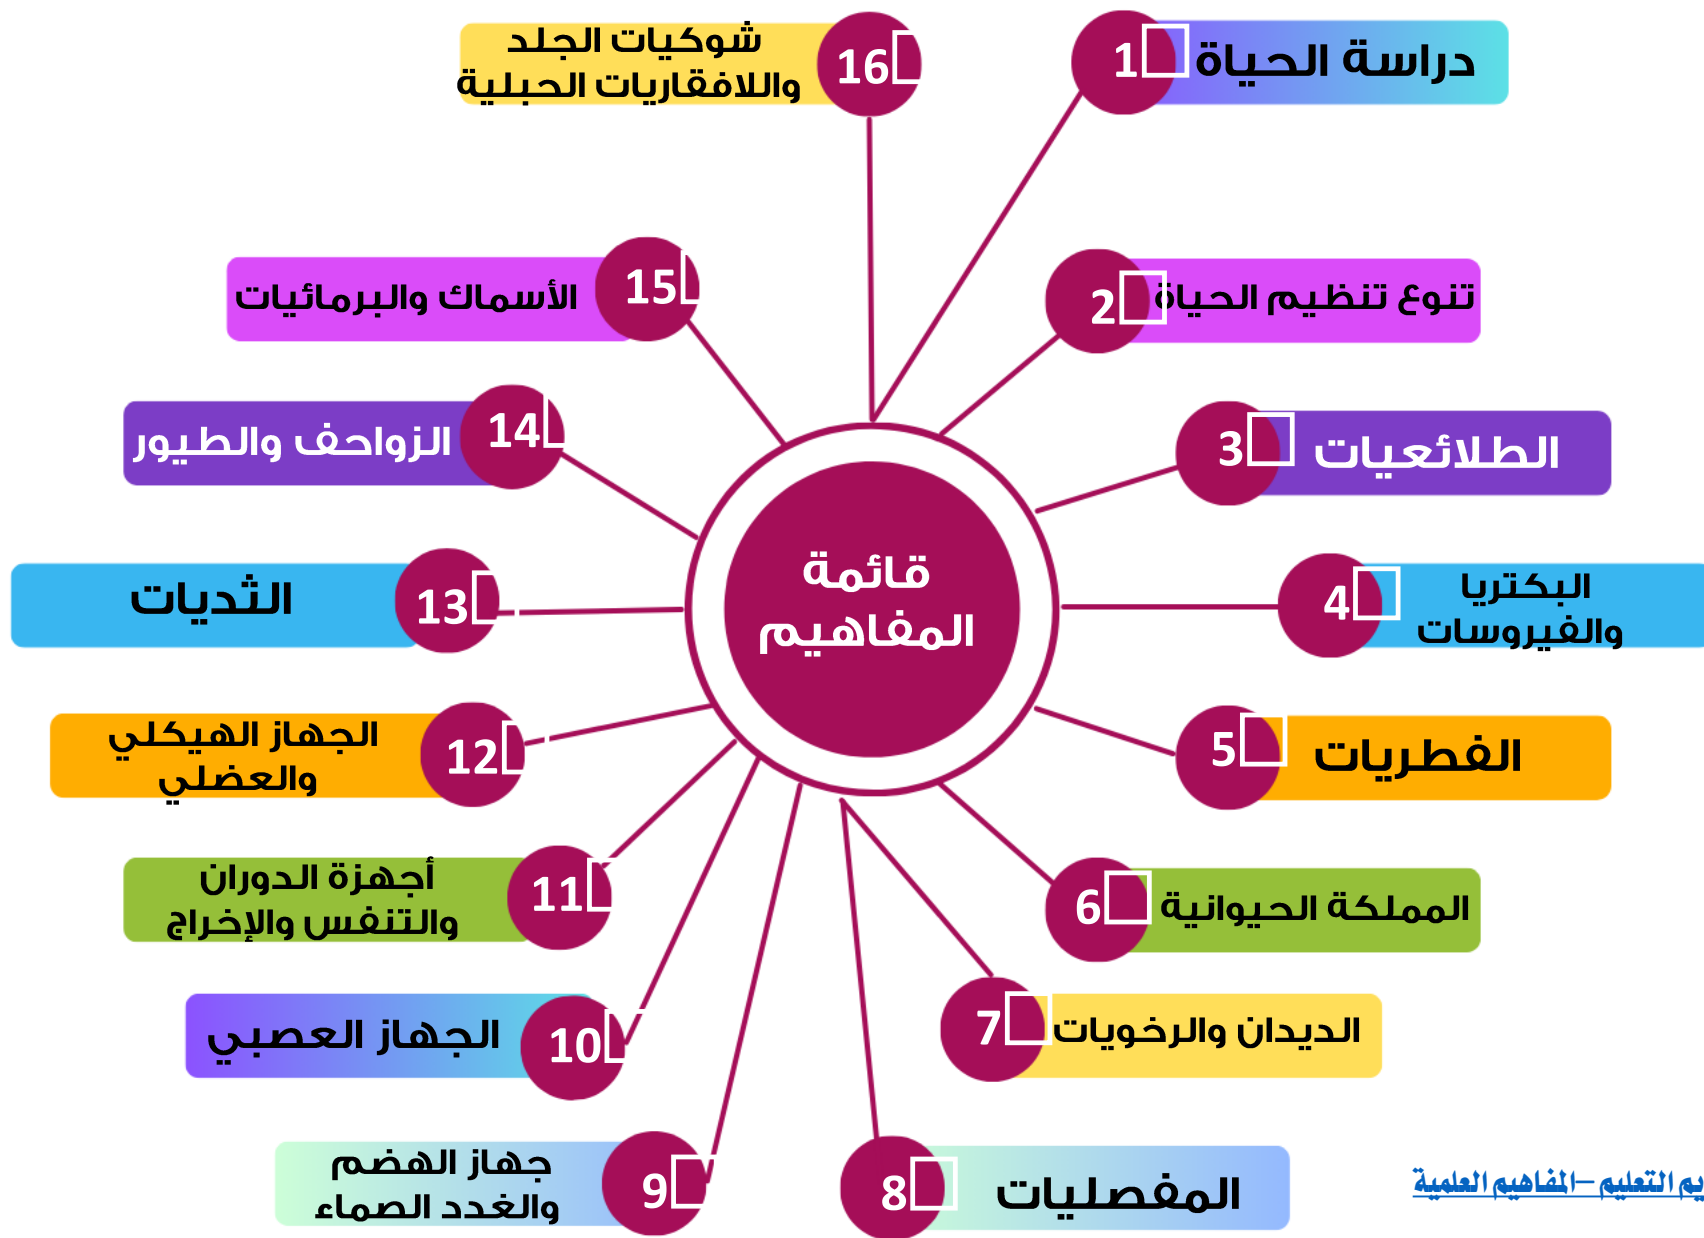 قائمة
المفاهيم
1 دراسة الحياة
2 تنوع تنظيم الحياة
3 الطلائعيات
4 البكتريا
والفيروسات
5 الفطريات
6 المملكة الحيوانية
7 الديدان والرخويات
8 المفصليات
9 جهاز الهضم
والغدد الصماء
10 الجهاز العصبي
11 أجهزة الدوران
والتنفس والإخراج
12 الجهاز الهيكلي
والعضلي
13 الثديات
14 الزواحف والطيور
15 الأسماك والبرمائيات
16 شوكيات الجلد
واللافقاريات الحبلية
التعليم –المفاهيم العلمية